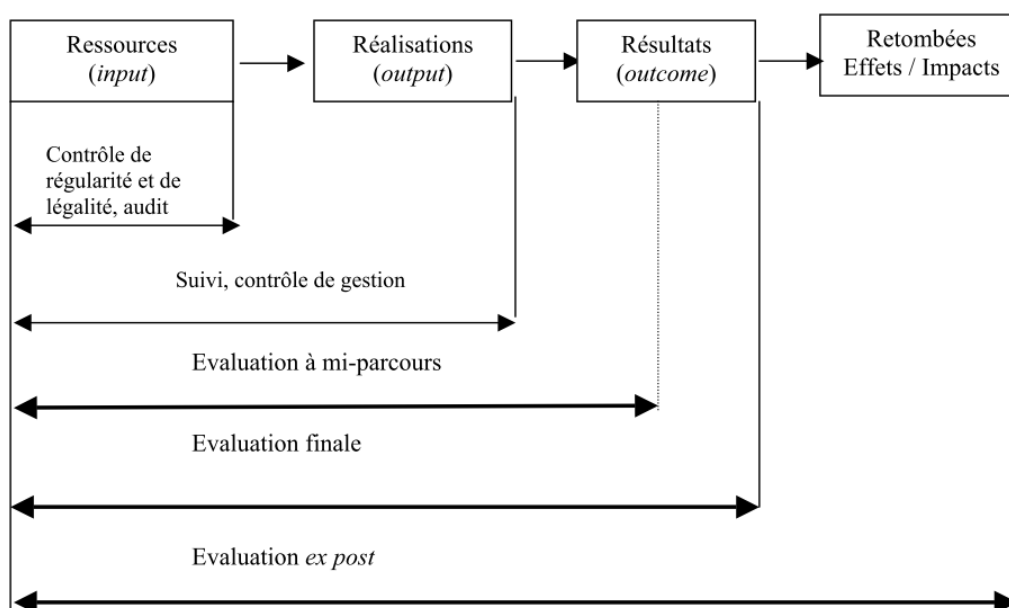 Ressources
(input)
Réalisations
(output)
Résultats
(outcome)
Retombées
Effets / Impacts
Contrôle de
régularité et de
légalité, audit
Suivi, contrôle de gestion
Evaluation à mi-parcours
Evaluation finale
Evaluation ex post